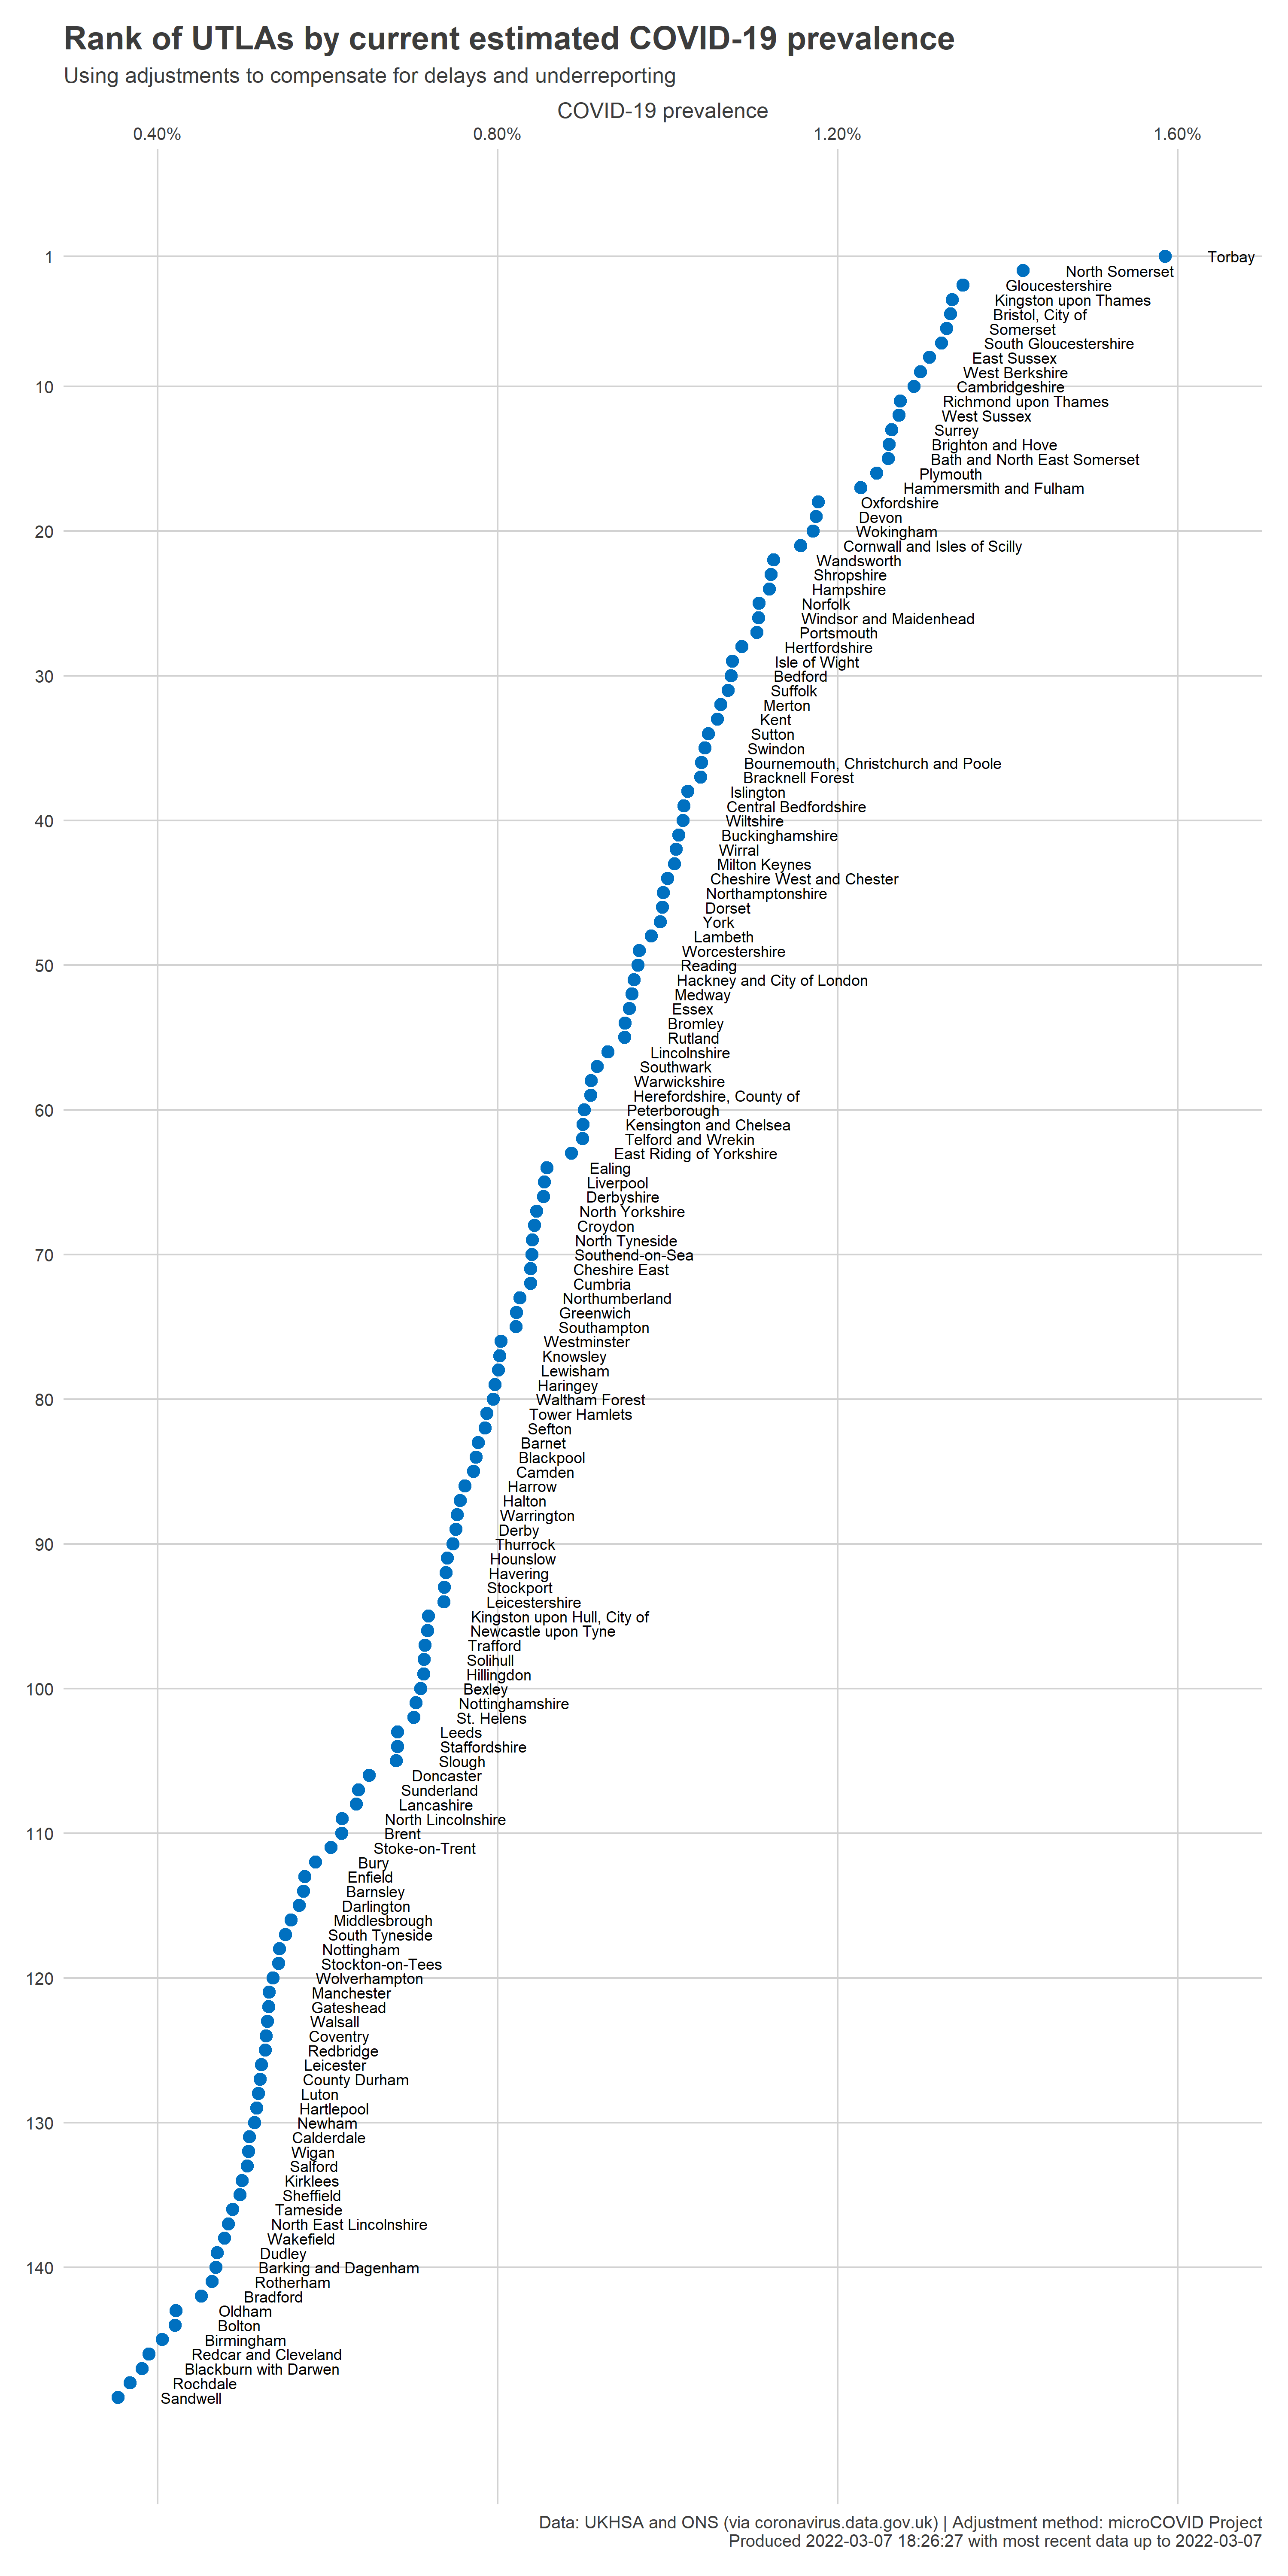 Rank of UTLAs by current estimated COVID-19 prevalence
Using adjustments to compensate for delays and underreporting
COVID-19 prevalence
0.40% 0.80% 1.20% 1.60%
1 Torbay
North Somerset
Gloucestershire
Kingston upon Thames
Bristol, City of
Somerset
South Gloucestershire
East Sussex
West Berkshire
10 Cambridgeshire
Richmond upon Thames
West Sussex
Surrey
Brighton and Hove
Bath and North East Somerset
Plymouth
Hammersmith and Fulham
Oxfordshire
Devon
20 Wokingham
Cornwall and Isles of Scilly
Wandsworth
Shropshire
Hampshire
Norfolk
Windsor and Maidenhead
Portsmouth
Hertfordshire
Isle of Wight
30 Bedford
Suffolk
Merton
Kent
Sutton
Swindon
Bournemouth, Christchurch and Poole
Bracknell Forest
Islington
Central Bedfordshire
40 Wiltshire
Buckinghamshire
Wirral
Milton Keynes
Cheshire West and Chester
Northamptonshire
Dorset
York
Lambeth
Worcestershire
50 Reading
Hackney and City of London
Medway
Essex
Bromley
Rutland
Lincolnshire
Southwark
Warwickshire
Herefordshire, County of
60 Peterborough
Kensington and Chelsea
Telford and Wrekin
East Riding of Yorkshire
Ealing
Liverpool
Derbyshire
North Yorkshire
Croydon
North Tyneside
70 Southend-on-Sea
Cheshire East
Cumbria
Northumberland
Greenwich
Southampton
Westminster
Knowsley
Lewisham
Haringey
80 Waltham Forest
Tower Hamlets
Sefton
Barnet
Blackpool
Camden
Harrow
Halton
Warrington
Derby
90 Thurrock
Hounslow
Havering
Stockport
Leicestershire
Kingston upon Hull, City of
Newcastle upon Tyne
Trafford
Solihull
Hillingdon
100 Bexley
Nottinghamshire
St. Helens
Leeds
Staffordshire
Slough
Doncaster
Sunderland
Lancashire
North Lincolnshire
110 Brent
Stoke-on-Trent
Bury
Enfield
Barnsley
Darlington
Middlesbrough
South Tyneside
Nottingham
Stockton-on-Tees
120 Wolverhampton
Manchester
Gateshead
Walsall
Coventry
Redbridge
Leicester
County Durham
Luton
Hartlepool
130 Newham
Calderdale
Wigan
Salford
Kirklees
Sheffield
Tameside
North East Lincolnshire
Wakefield
Dudley
140 Barking and Dagenham
Rotherham
Bradford
Oldham
Bolton
Birmingham
Redcar and Cleveland
Blackburn with Darwen
Rochdale
Sandwell
Data: UKHSA and ONS (via coronavirus.data.gov.uk) | Adjustment method: microCOVID Project
Produced 2022-03-07 18:26:27 with most recent data up to 2022-03-07